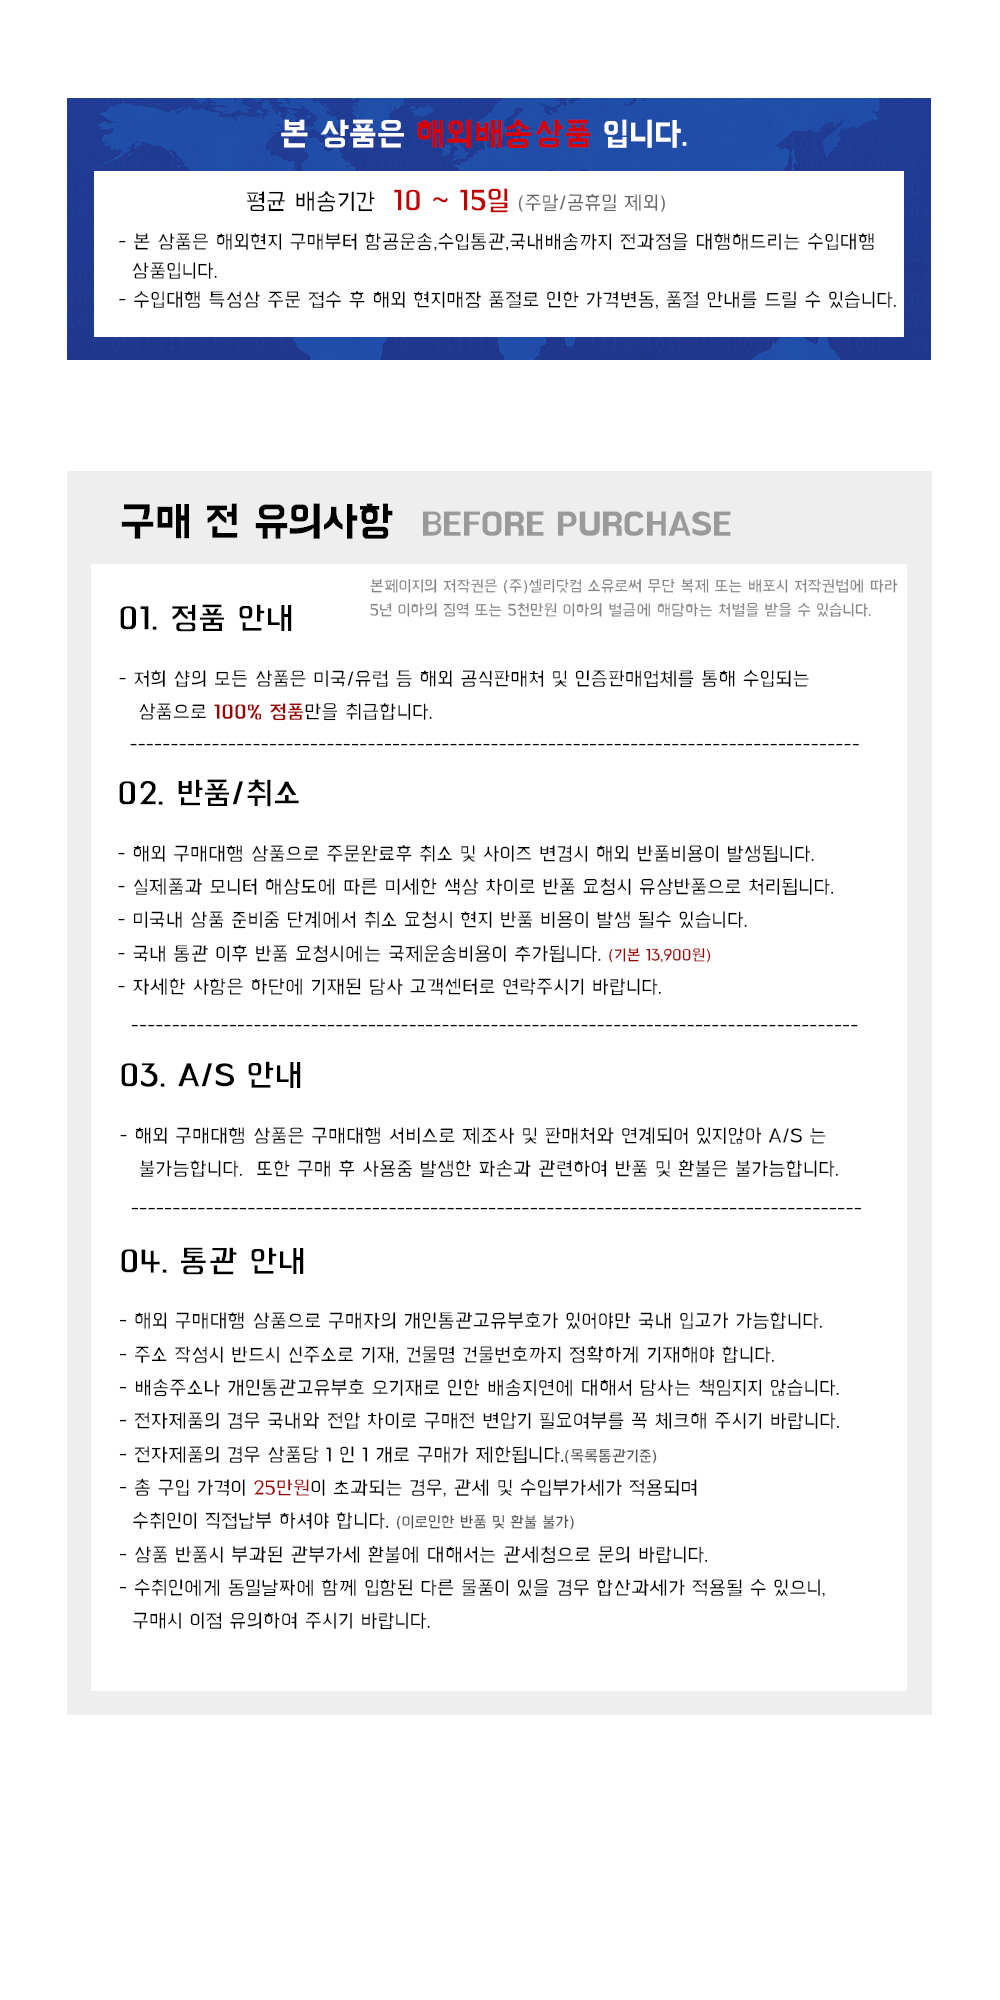 본 상품은 해외배송상품 입니다.
평균 배송기간 10 ~ 15일 (주말/공휴일 제외)
- 본 상품은 해외현지 구매부터 항공운송,수입통관,국내배송까지 전과정을 대행해드리는 수입대행
상품입니다.
- 수입대행 특성상 주문 접수 후 해외 현지매장 품절로 인한 가격변동, 품절 안내를 드릴 수 있습니다.
구매 전 유의사항 BEFORE PURCHASE
본페이지의 저작권은 (주)셀리닷컴 소유로써 무단 복제 또는 배포시 저작권법에 따라
5년 이하의 징역 또는 5천만원 이하의 벌금에 해당하는 처벌을 받을 수 있습니다.
01. 정품 안내
- 저희 샵의 모든 상품은 미국/유럽 등 해외 공식판매처 및 인증판매업체를 통해 수입되는
상품으로 100% 정품만을 취급합니다.
02. 반품/취소
- 해외 구매대행 상품으로 주문완료후 취소 및 사이즈 변경시 해외 반품비용이 발생됩니다.
- 실제품과 모니터 해상도에 따른 미세한 색상 차이로 반품 요청시 유상반품으로 처리됩니다.
- 미국내 상품 준비중 단계에서 취소 요청시 현지 반품 비용이 발생 될수 있습니다.
- 국내 통관 이후 반품 요청시에는 국제운송비용이 추가됩니다. (기본 13,900원)
- 자세한 사항은 하단에 기재된 당사 고객센터로 연락주시기 바랍니다.
03. A/S 안내
- 해외 구매대행 상품은 구매대행 서비스로 제조사 및 판매처와 연계되어 있지않아 A/S 는
불가능합니다. 또한 구매 후 사용중 발생한 파손과 관련하여 반품 및 환불은 불가능합니다.
04. 통관 안내
- 해외 구매대행 상품으로 구매자의 개인통관고유부호가 있어야만 국내 입고가 가능합니다.
- 주소 작성시 반드시 신주소로 기재, 건물명 건물번호까지 정확하게 기재해야 합니다.
- 배송주소나 개인통관고유부호 오기재로 인한 배송지연에 대해서 당사는 책임지지 않습니다.
- 전자제품의 경우 국내와 전압 차이로 구매전 변압기 필요여부를 꼭 체크해 주시기 바랍니다.
- 전자제품의 경우 상품당 1 인 1 개로 구매가 제한됩니다.(목록통관기준)
- 총 구입 가격이 25만원이 초과되는 경우, 관세 및 수입부가세가 적용되며
수취인이 직접납부 하셔야 합니다. (이로인한 반품 및 환불 불가)
- 상품 반품시 부과된 관부가세 환불에 대해서는 관세청으로 문의 바랍니다.
- 수취인에게 동일날짜에 함께 입항된 다른 물품이 있을 경우 합산과세가 적용될 수 있으니,
구매시 이점 유의하여 주시기 바랍니다.